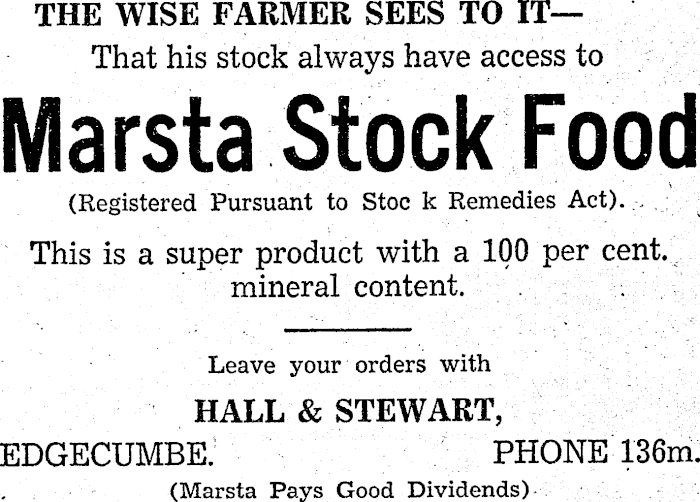 THE WISE FARMER SEES TO IT—
That his stock always have access to
Marsta Stock Food
(Registered Pursuant to Stoc k Remedies Act).
This is a super product with a 100 per cent.
mineral content.
Leave your orders with
HALL & STEWART,
EDGECUMBE. PHONE 136m.
(Marsta Pays Good Dividends)